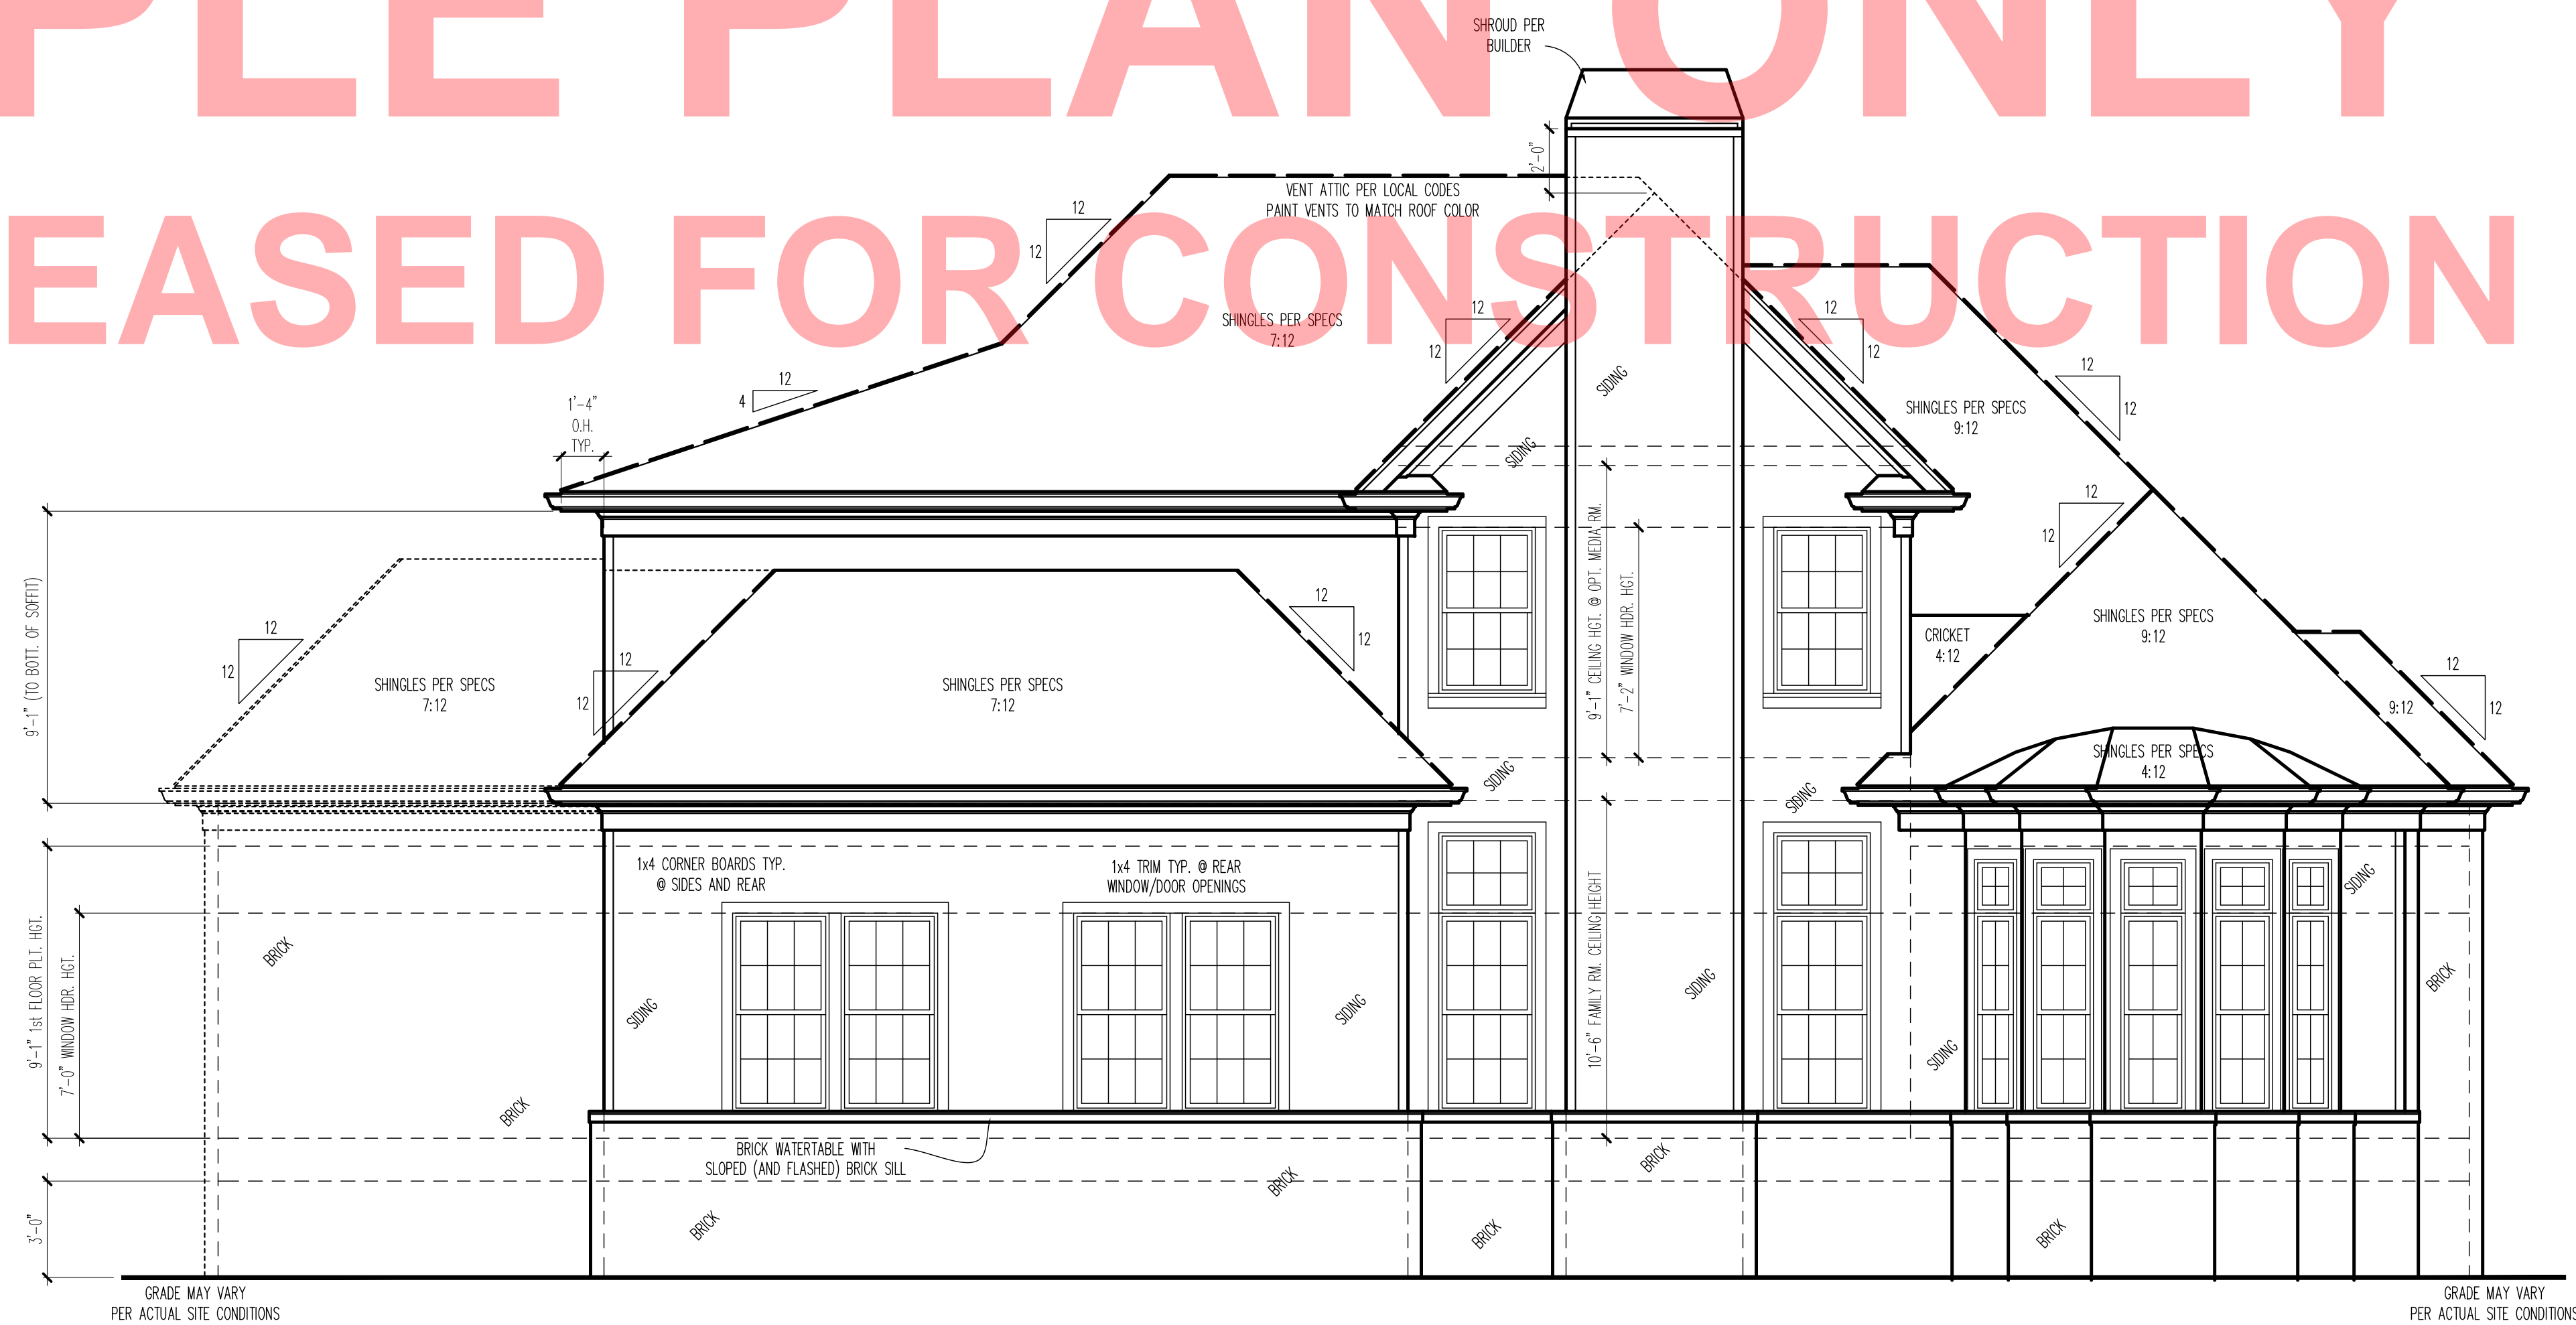 PLE PLAN ONLY
EASED FOR CONSTRUCTION
SHROUD PER
BUILDER
2'-0"
VENT ATTIC PER LOCAL CODES
PAINT VENTS TO MATCH ROOF COLOR
12
12
SHINGLES PER SPECS
7:12
12
12
12
12
12
4
1'-4"
O.H.
TYP.
SIDING
SIDING
SHINGLES PER SPECS
9:12
12
12
12
12
9'-1" (TO BOTT. OF SOFFIT)
9'-1" CEILING HGT. @ OPT. MEDIA RM.
7'-2" WINDOW HDR. HGT.
12
12
SHINGLES PER SPECS
7:12
12
12
SHINGLES PER SPECS
7:12
12
12
CRICKET
4:12
SHINGLES PER SPECS
9:12
12
12
9:12
SHINGLES PER SPECS
4:12
SIDING
SIDING
1x4 CORNER BOARDS TYP.
@ SIDES AND REAR
1x4 TRIM TYP. @ REAR
WINDOW/DOOR OPENINGS
9'-1" 1st FLOOR PLT. HGT.
7'-0" WINDOW HDR. HGT.
10'-6" FAMILY RM. CEILING HEIGHT
BRICK
SIDING
SIDING
SIDING
SIDING
SIDING
BRICK
BRICK
BRICK WATERTABLE WITH
SLOPED (AND FLASHED) BRICK SILL
BRICK
BRICK
BRICK
BRICK
BRICK
3'-0"
GRADE MAY VARY
PER ACTUAL SITE CONDITIONS
GRADE MAY VARY
PER ACTUAL SITE CONDITIONS